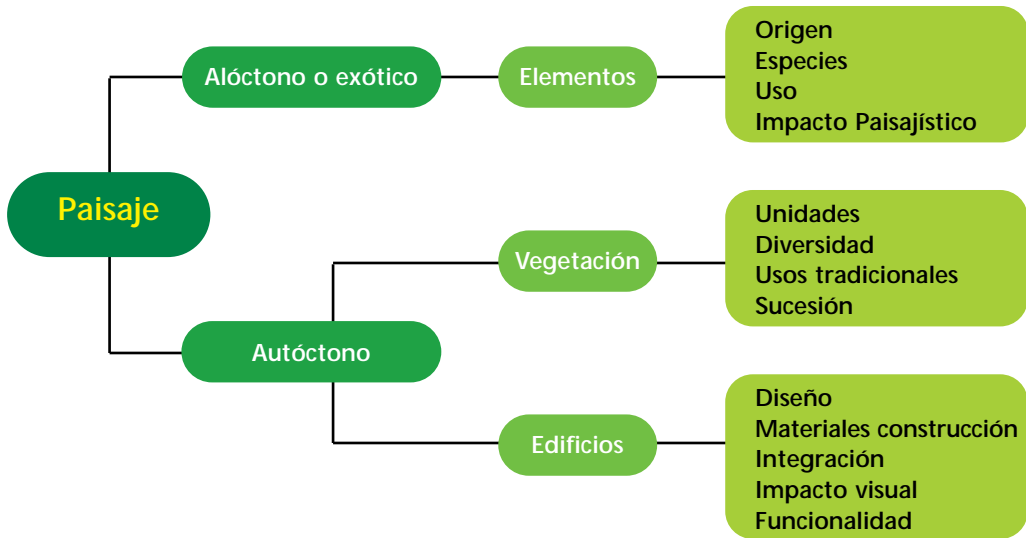 Paisaje
Alóctono o exótico
Elementos
Origen
Especies
Uso
Impacto Paisajístico
Autóctono
Vegetación
Unidades
Diversidad
Usos tradicionales
Sucesión
Edificios
Diseño
Materiales construcción
Integración
Impacto visual
Funcionalidad